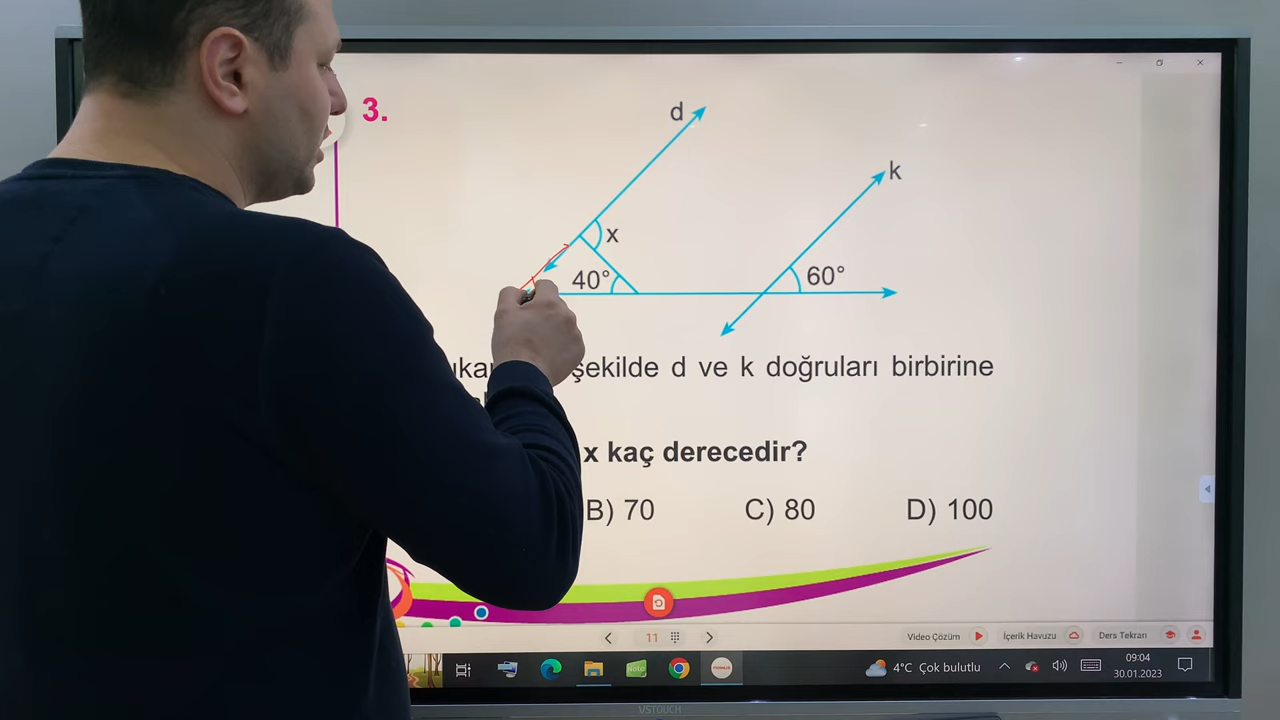 3.
d
k
x
40°
60°
şekilde d ve k doğruları birbirine
x kaç derecedir?
B) 70 C) 80 D) 100
11
Video Çözüm İçerik Havuzu Ders Tekrarı
4°C Çok bulutlu
09:04
30.01.2023
VSTOUCH